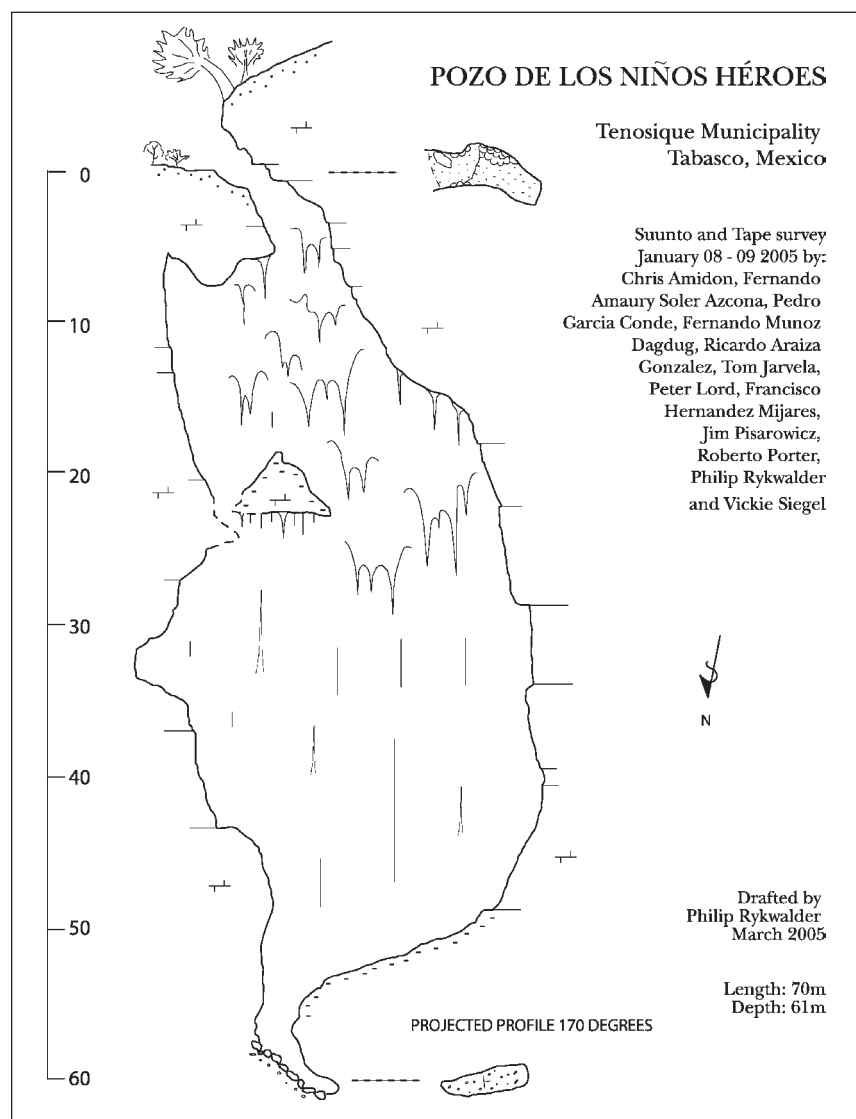 POZO DE LOS NIÑOS HÉROES
Tenosique Municipality
Tabasco, Mexico
Suunto and Tape survey
January 08 - 09 2005 by:
Chris Amidon, Fernando
Amaury Soler Azcona, Pedro
Garcia Conde, Fernando Munoz
Dagdug, Ricardo Araiza
Gonzalez, Tom Jarvela,
Peter Lord, Francisco
Hernandez Mijares,
Jim Pisarowicz,
Roberto Porter,
Philip Rykwalder
and Vickie Siegel
0
10
20
30
40
50
60
N
Drafted by
Philip Rykwalder
March 2005
Length: 70m
Depth: 61m
PROJECTED PROFILE 170 DEGREES